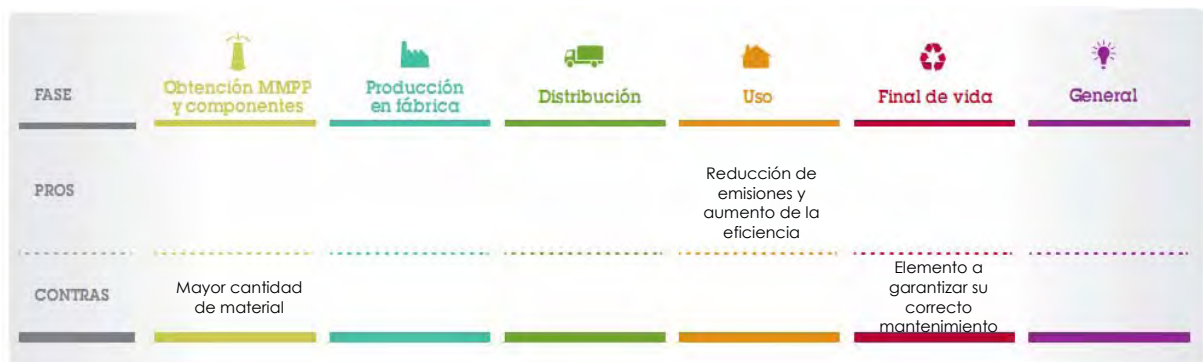 FASE
Obtención MMPP
y componentes
Producción
en fábrica
Distribución
Uso
Final de vida
General
PROS
Reducción de
emisiones y
aumento de la
eficiencia
CONTRAS
Mayor cantidad
de material
Elemento a
garantizar su
correcto
mantenimiento